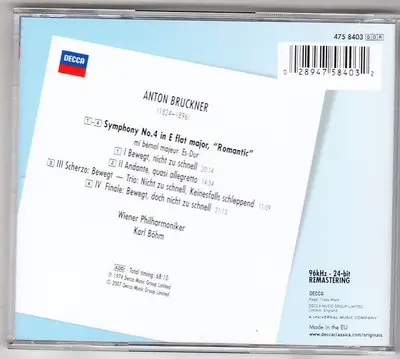 DECCA
475 8403 DDR
0 28947 58403 2
ANTON BRUCKNER
(1824–1896)
1–4 Symphony No.4 in E flat major, "Romantic"
mi bémol majeur · Es-Dur
1 I Bewegt, nicht zu schnell 20:14
2 II Andante, quasi allegretto 14:04
3 III Scherzo: Bewegt — Trio: Nicht zu schnell, Keinesfalls schleppend 11:09
4 IV Finale: Bewegt, doch nicht zu schnell 21:13
Wiener Philharmoniker
Karl Böhm
ADD Total timing: 68:10
℗ 1974 Decca Music Group Limited
© 2007 Decca Music Group Limited
96kHz · 24-bit
REMASTERING
DECCA
Regd. Trade Mark
DECCA MUSIC GROUP LIMITED,
London, England.
A UNIVERSAL MUSIC COMPANY
Made in the EU
www.deccaclassics.com/originals